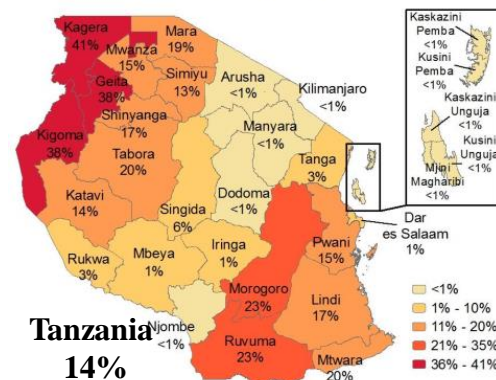 Kagera
41%
Mara
19%
Mwanza
15%
Geita
38%
Simiyu
13%
Arusha
<1%
Kilimanjaro
<1%
Shinyanga
17%
Manyara
<1%
Kigoma
38%
Tabora
20%
Tanga
3%
Katavi
14%
Singida
6%
Dodoma
<1%
Dar
es Salaam
1%
Pwani
15%
Rukwa
3%
Mbeya
1%
Iringa
1%
Morogoro
23%
Lindi
17%
Njombe
<1%
Ruvuma
23%
Mtwara
20%
Tanzania
14%
Kaskazini
Pemba
<1%
Kusini
Pemba
<1%
Kaskazini
Unguja
<1%
Kusini
Unguja
<1%
Mjini
Magharibi
<1%
<1%
1% - 10%
11% - 20%
21% - 35%
36% - 41%